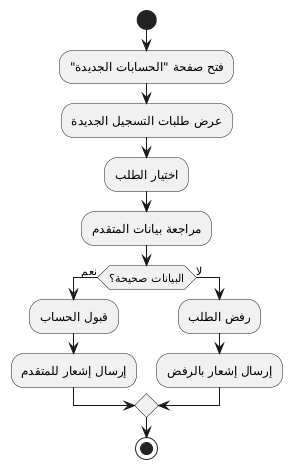 فتح صفحة "الحسابات الجديدة"
عرض طلبات التسجيل الجديدة
اختيار الطلب
مراجعة بيانات المتقدم
البيانات صحيحة؟
نعم
لا
قبول الحساب
رفض الطلب
إرسال إشعار للمتقدم
إرسال إشعار بالرفض